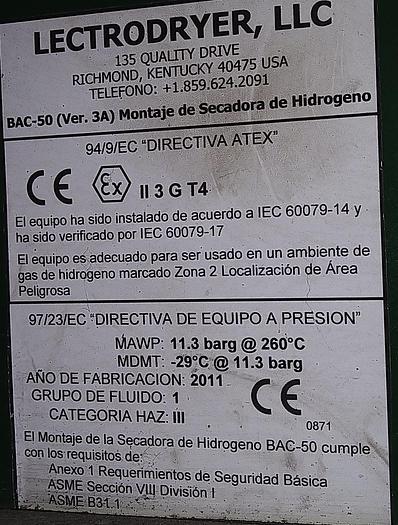 LECTRODRYER, LLC
135 QUALITY DRIVE
RICHMOND, KENTUCKY 40475 USA
TELEFONO: +1.859.624.2091
BAC-50 (Ver. 3A) Montaje de Secadora de Hidrogeno
94/9/EC "DIRECTIVA ATEX"
CE Ex II 3 G T4
El equipo ha sido instalado de acuerdo a IEC 60079-14 y
ha sido verificado por IEC 60079-17
El equipo es adecuado para ser usado en un ambiente de
gas de hidrogeno marcado Zona 2 Localización de Área
Peligrosa
97/23/EC "DIRECTIVA DE EQUIPO A PRESION"
MAWP: 11.3 barg @ 260°C
MDMT: -29°C @ 11.3 barg
AÑO DE FABRICACION: 2011
GRUPO DE FLUIDO: 1
CATEGORIA HAZ: III
CE
0871
El Montaje de la Secadora de Hidrogeno BAC-50 cumple
con los requisitos de:
Anexo 1 Requerimientos de Seguridad Básica
ASME Sección VIII División I
ASME B31.1